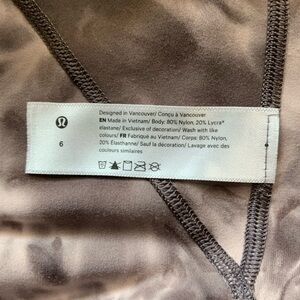 Designed in Vancouver/ Conçu à Vancouver
EN Made in Vietnam/ Body: 80% Nylon, 20% Lycra®
elastane/ Exclusive of decoration/ Wash with like
colours/ FR Fabriqué au Vietnam/ Corps: 80% Nylon,
20% Élasthanne/ Sauf la décoration/ Lavage avec des
couleurs similaires
6